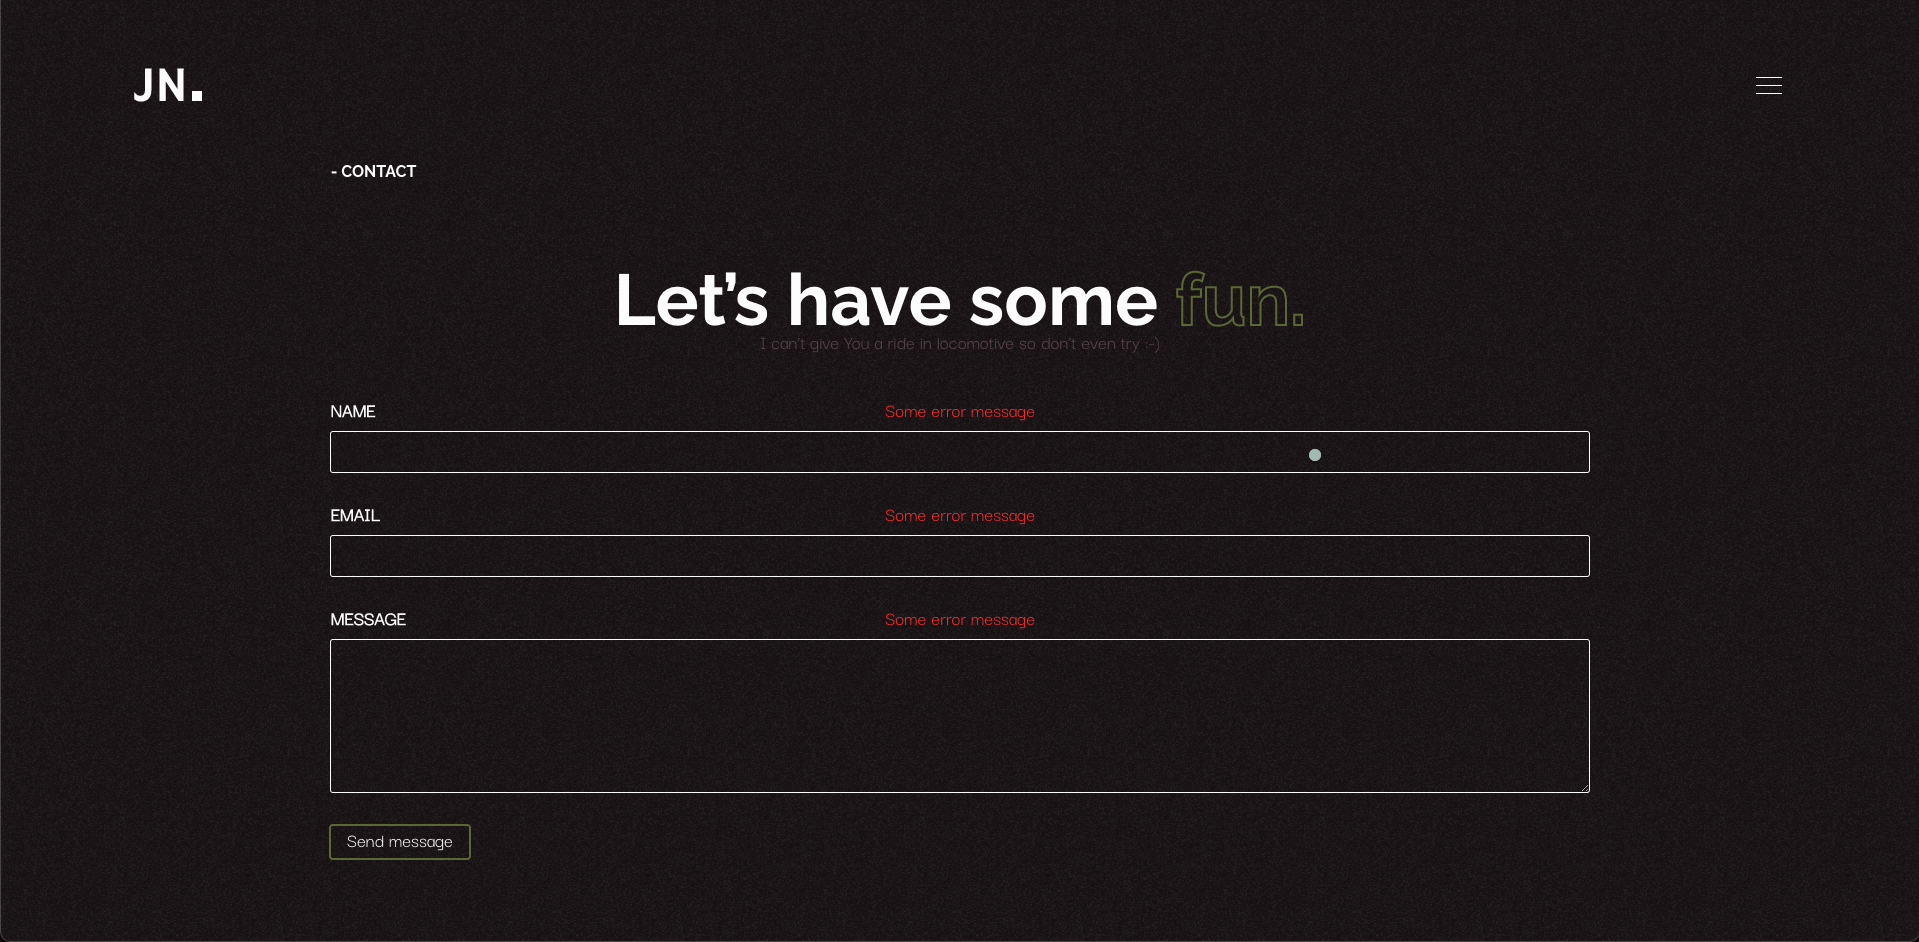 JN.
- CONTACT
Let's have some fun.
I can't give You a ride in locomotive so don't even try :-)
NAME
Some error message
EMAIL
Some error message
MESSAGE
Some error message
Send message